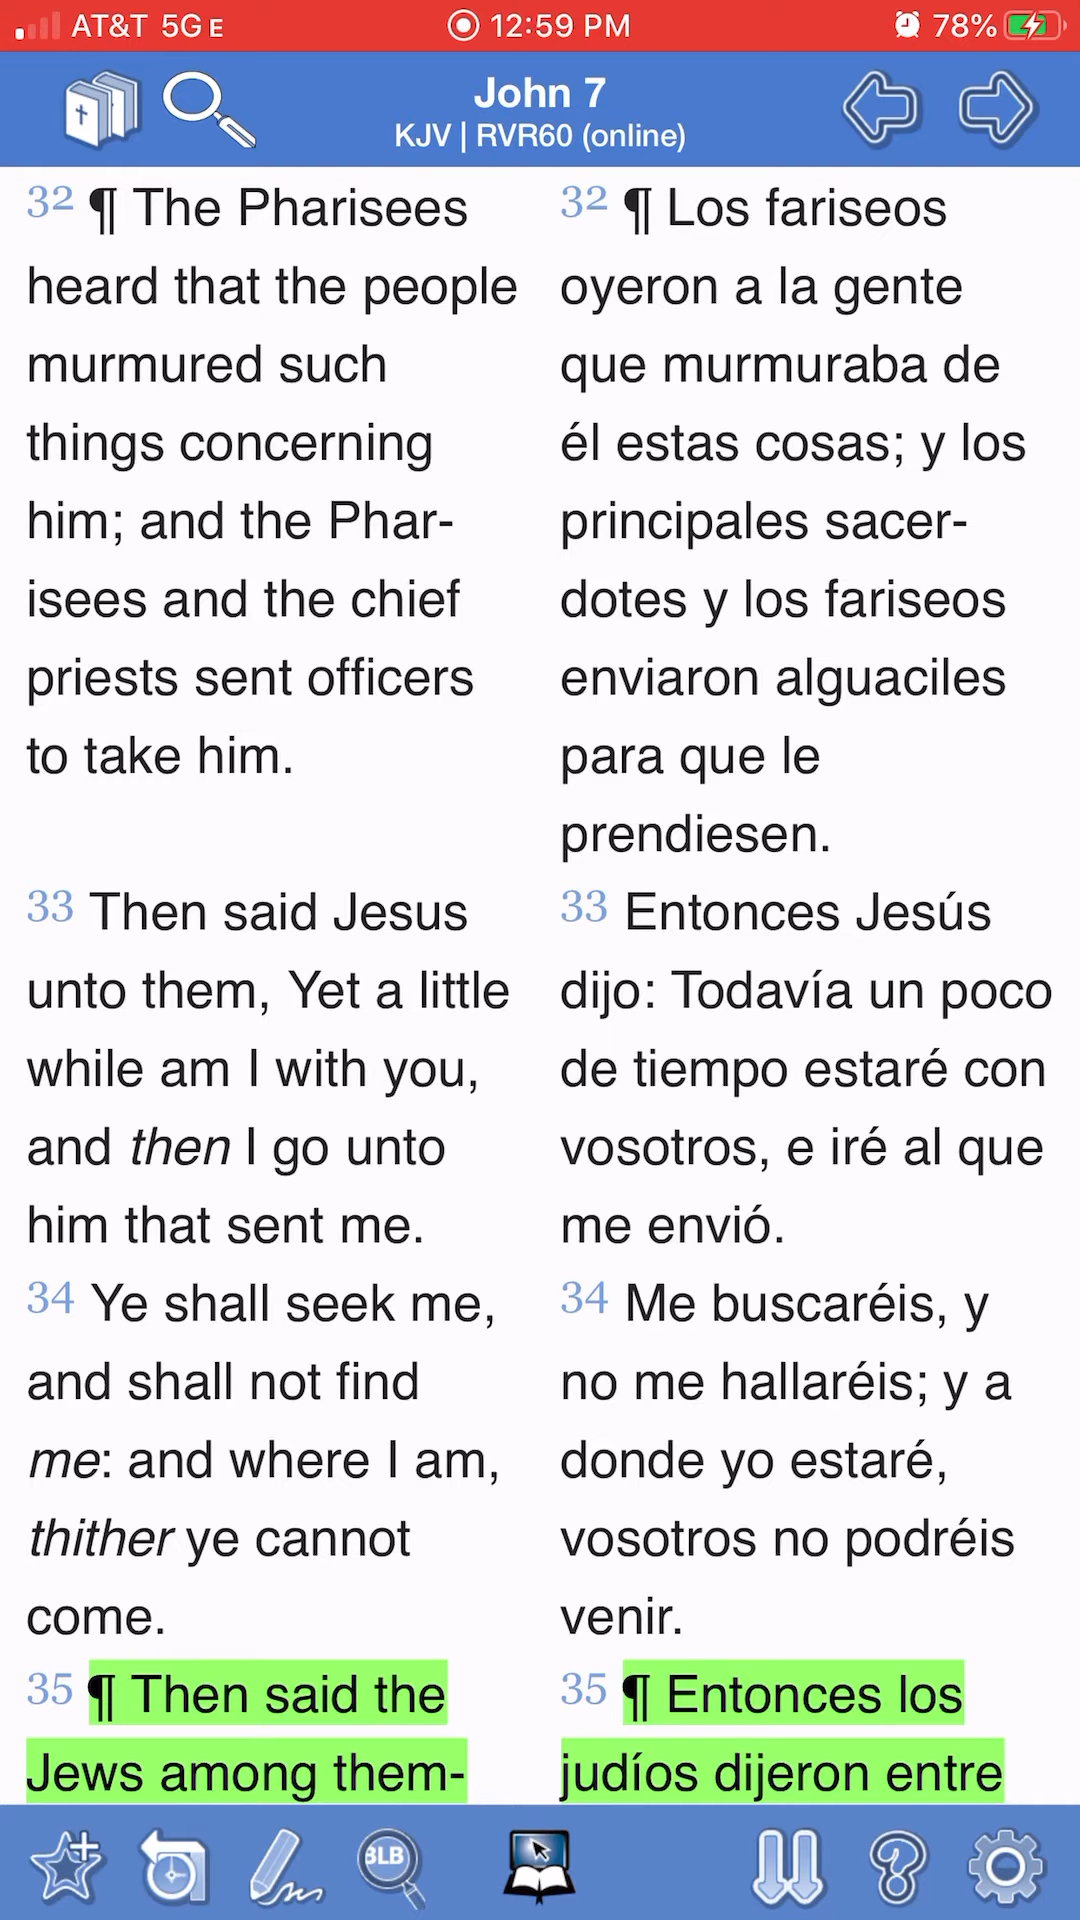 AT&T 5GE 12:59 PM 78%
John 7
KJV | RVR60 (online)
32 ¶ The Pharisees
heard that the people
murmured such
things concerning
him; and the Phar-
isees and the chief
priests sent officers
to take him.
33 Then said Jesus
unto them, Yet a little
while am I with you,
and then I go unto
him that sent me.
34 Ye shall seek me,
and shall not find
me: and where I am,
thither ye cannot
come.
35 ¶ Then said the
Jews among them-
32 ¶ Los fariseos
oyeron a la gente
que murmuraba de
él estas cosas; y los
principales sacer-
dotes y los fariseos
enviaron alguaciles
para que le
prendiesen.
33 Entonces Jesús
dijo: Todavía un poco
de tiempo estaré con
vosotros, e iré al que
me envió.
34 Me buscaréis, y
no me hallaréis; y a
donde yo estaré,
vosotros no podréis
venir.
35 ¶ Entonces los
judíos dijeron entre
BLB